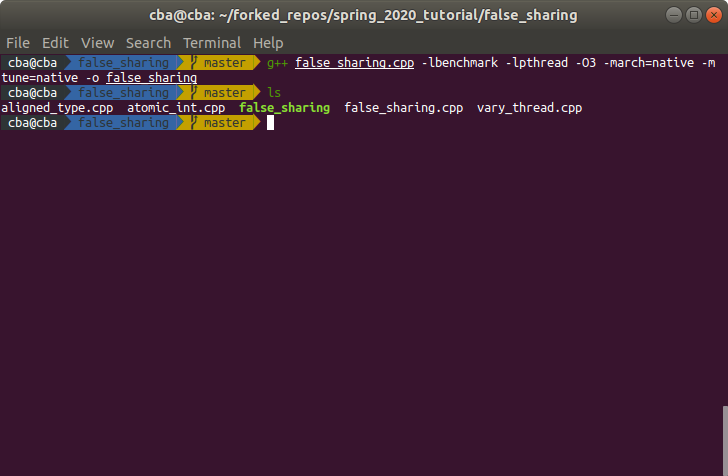 cba@cba: ~/forked_repos/spring_2020_tutorial/false_sharing
File Edit View Search Terminal Help
cba@cba false_sharing master g++ false_sharing.cpp -lbenchmark -lpthread -O3 -march=native -m
tune=native -o false_sharing
cba@cba false_sharing master ls
aligned_type.cpp atomic_int.cpp false_sharing false_sharing.cpp vary_thread.cpp
cba@cba false_sharing master